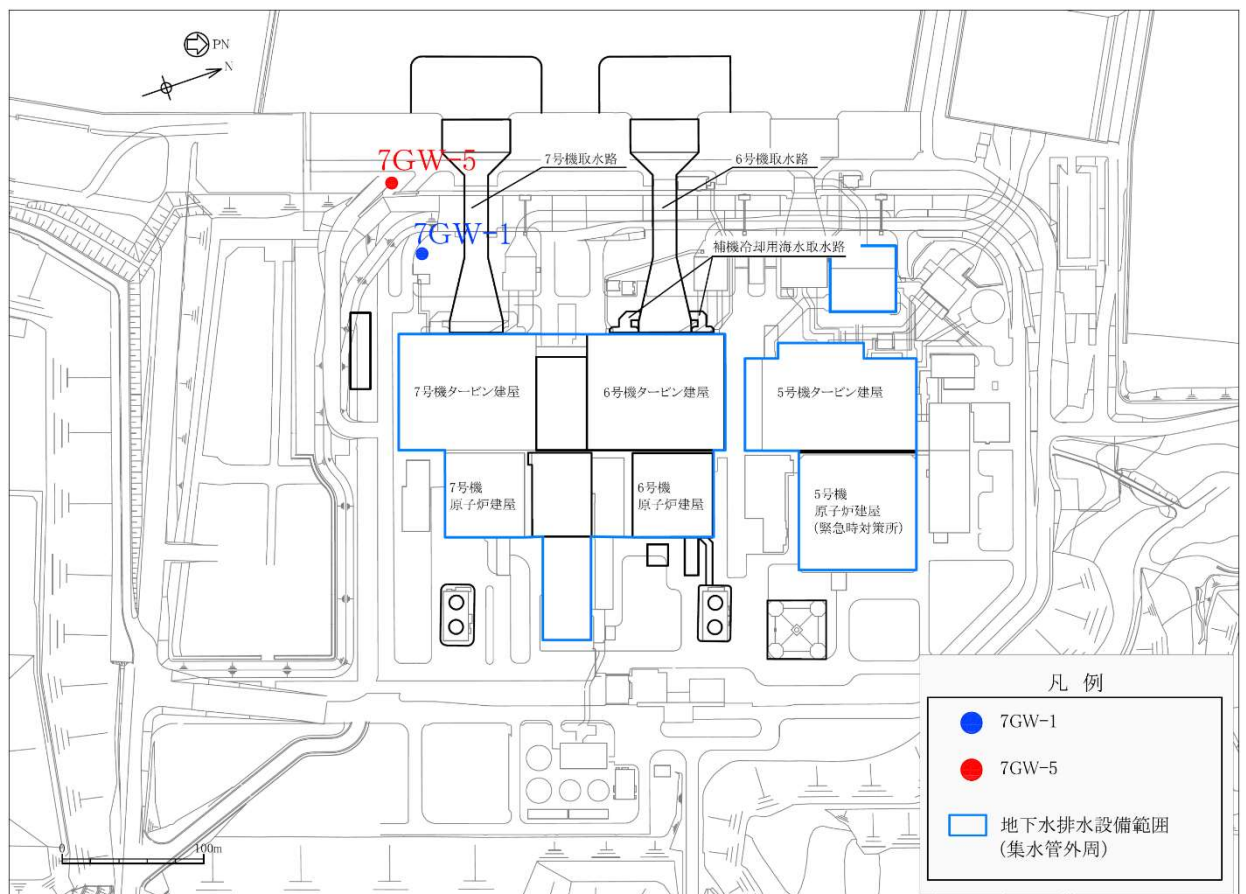 PN
N
7GW-5
7号機取水路
6号機取水路
7GW-1
補機冷却用海水取水路
7号機タービン建屋
6号機タービン建屋
5号機タービン建屋
7号機
原子炉建屋
6号機
原子炉建屋
5号機
原子炉建屋
(緊急時対策所)
凡 例
7GW-1
7GW-5
地下水排水設備範囲
(集水管外周)
0
100m